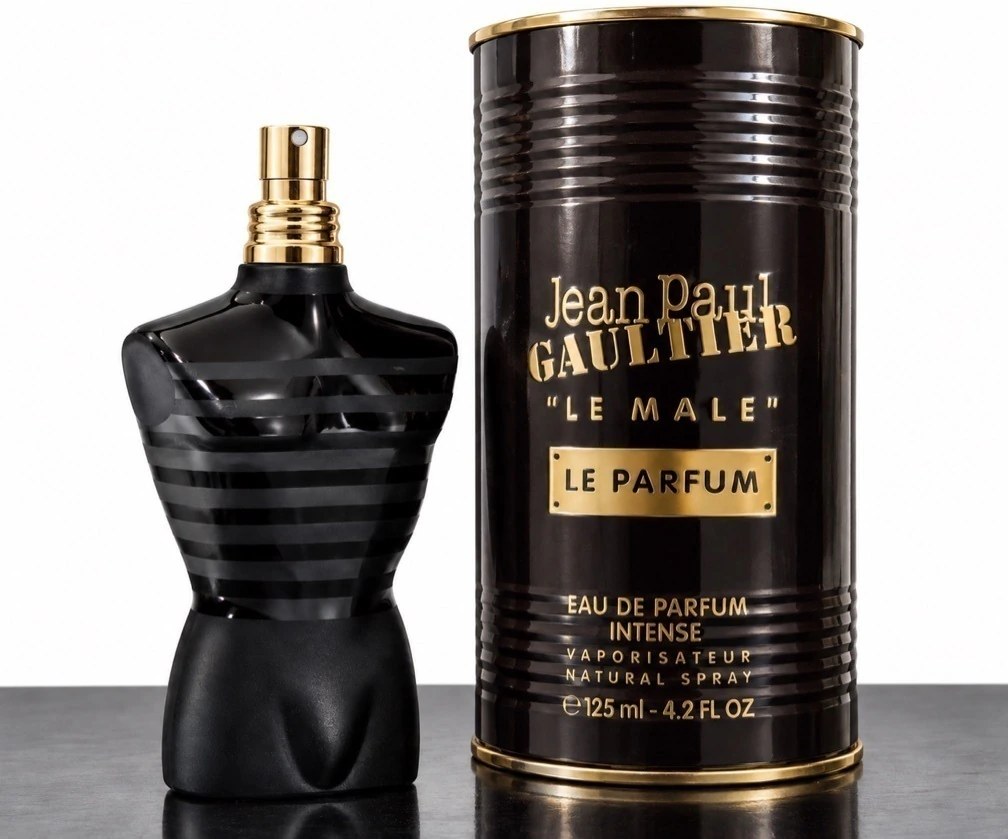 Jean Paul
GAULTIER
"LE MALE"
LE PARFUM
EAU DE PARFUM
INTENSE
VAPORISATEUR
NATURAL SPRAY
℮125 ml - 4.2 FL OZ